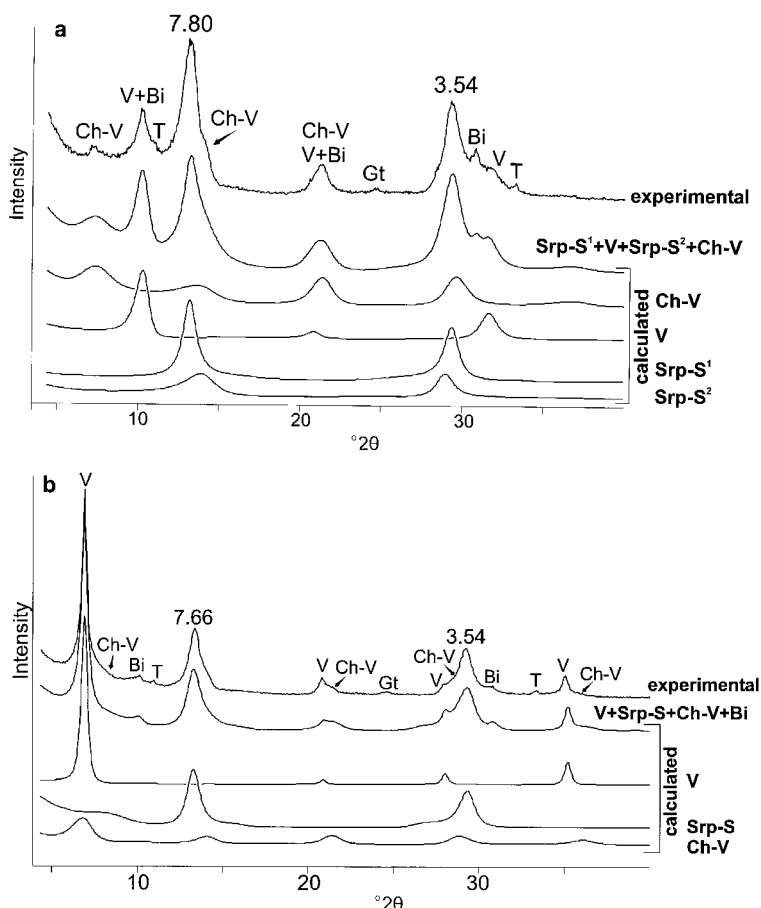 a
7.80
V+Bi
Ch-V
T
Ch-V
Ch-V
V+Bi
Gt
3.54
Bi
V
T
experimental
Srp-S¹+V+Srp-S²+Ch-V
Ch-V
V
Srp-S¹
Srp-S²
calculated
Intensity
10
20
30
°2θ
b
V
Ch-V
Bi
T
7.66
V
Ch-V
Gt
3.54
Ch-V
V
Bi
T
V
Ch-V
experimental
V+Srp-S+Ch-V+Bi
V
Srp-S
Ch-V
calculated
Intensity
10
20
30
°2θ